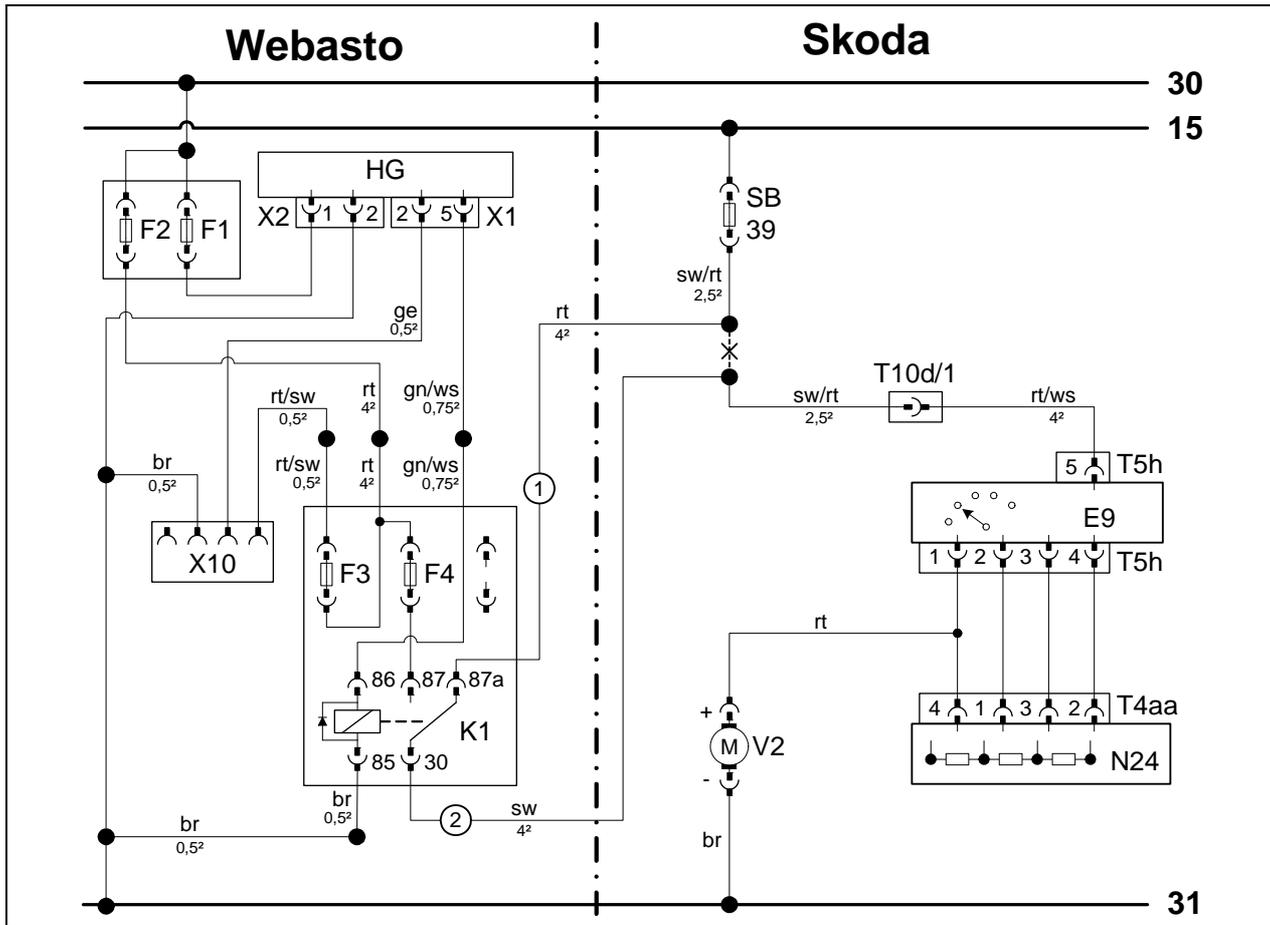 Webasto
Skoda
30
15
HG
X2 1 2 2 5 X1
F2 F1
SB
39
sw/rt
2,5²
ge
0,5²
rt
4²
T10d/1
rt/sw
0,5²
rt
4²
gn/ws
0,75²
sw/rt
2,5²
rt/ws
4²
br
0,5²
rt/sw
0,5²
rt
4²
gn/ws
0,75²
1
5 T5h
E9
X10
F3 F4
1 2 3 4 T5h
rt
86 87 87a
4 1 3 2 T4aa
K1
+
M V2
-
N24
85 30
br
0,5²
2
sw
4²
br
0,5²
br
31